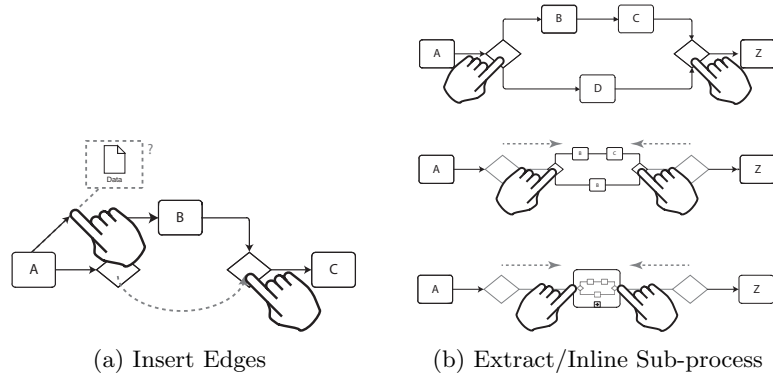 B
C
A
Z
D
?
Data
A
B
C
Z
B
B
A
C
A
Z
(a) Insert Edges
(b) Extract/Inline Sub-process